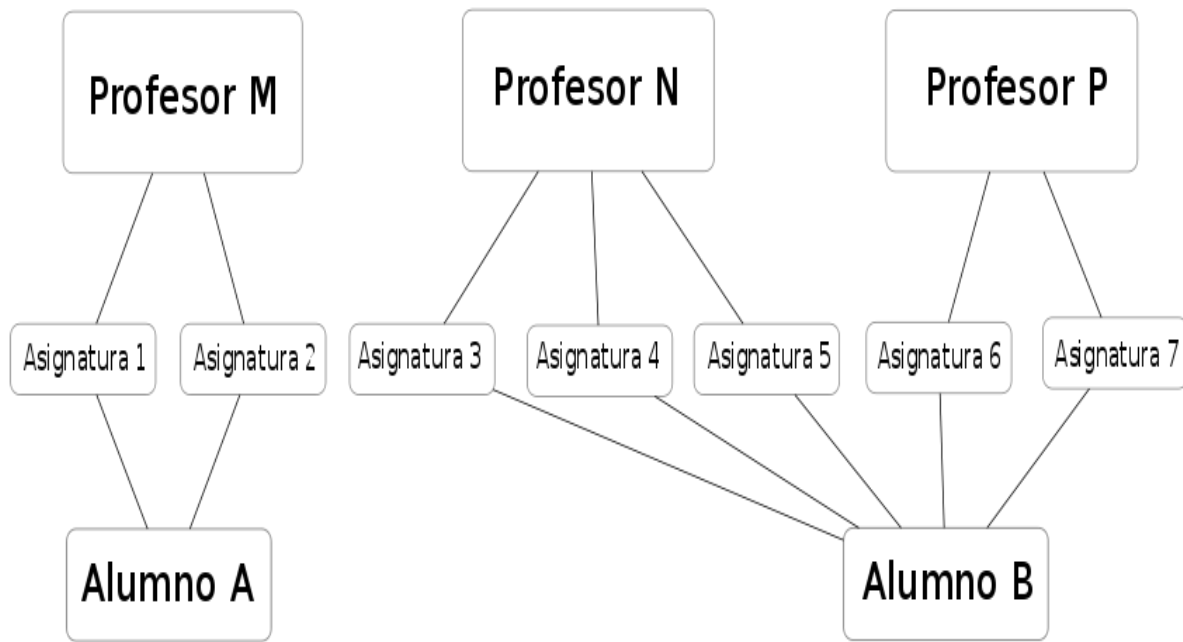 Profesor M
Profesor N
Profesor P
Asignatura 1
Asignatura 2
Asignatura 3
Asignatura 4
Asignatura 5
Asignatura 6
Asignatura 7
Alumno A
Alumno B